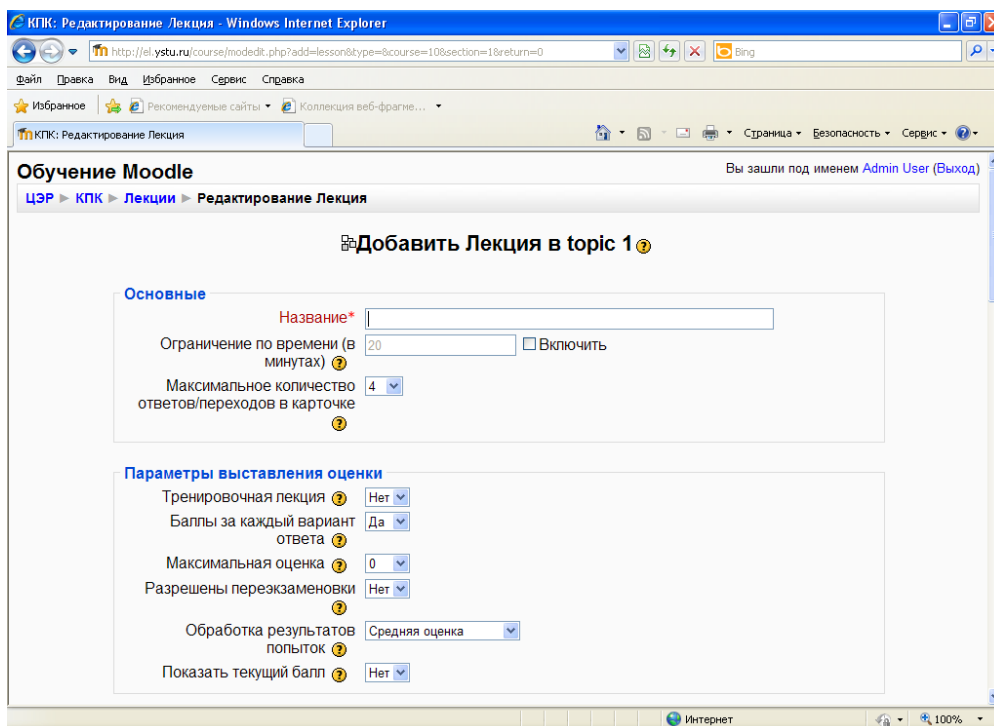 КПК: Редактирование Лекция - Windows Internet Explorer
http://el.ystu.ru/course/modedit.php?add=lesson&type=&course=10&section=1&return=0
Bing
Файл Правка Вид Избранное Сервис Справка
Избранное Рекомендуемые сайты Коллекция веб-фрагме...
КПК: Редактирование Лекция Страница Безопасность Сервис
Обучение Moodle Вы зашли под именем Admin User (Выход)
ЦЭР ► КПК ► Лекции ► Редактирование Лекция
Добавить Лекция в topic 1
Основные
Название*
Ограничение по времени (в минутах) 20 Включить
Максимальное количество ответов/переходов в карточке 4
Параметры выставления оценки
Тренировочная лекция Нет
Баллы за каждый вариант ответа Да
Максимальная оценка 0
Разрешены переэкзаменовки Нет
Обработка результатов попыток Средняя оценка
Показать текущий балл Нет
Интернет 100%